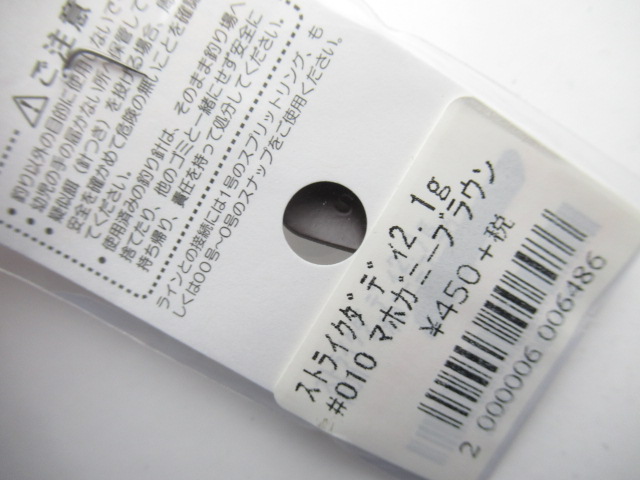 ⚠ご注意
・釣り以外の目的に使用しないで
・幼児の手の届かない所へ保管して
・疑似餌（針つき）を投げる場合、周
安全を確かめて危険の無いことを確認
てください。
・使用済みの釣り針は、そのまま釣り場へ
捨てたり、他のゴミと一緒にせず安全に
持ち帰り、責任を持って処分してください。
ラインとの接続には1号のスプリットリング、も
しくは00号~0号のスナップをご使用ください。
ストライクダディ2.1g
#010 マホガニーブラウン
¥450+税
2 000006 006486